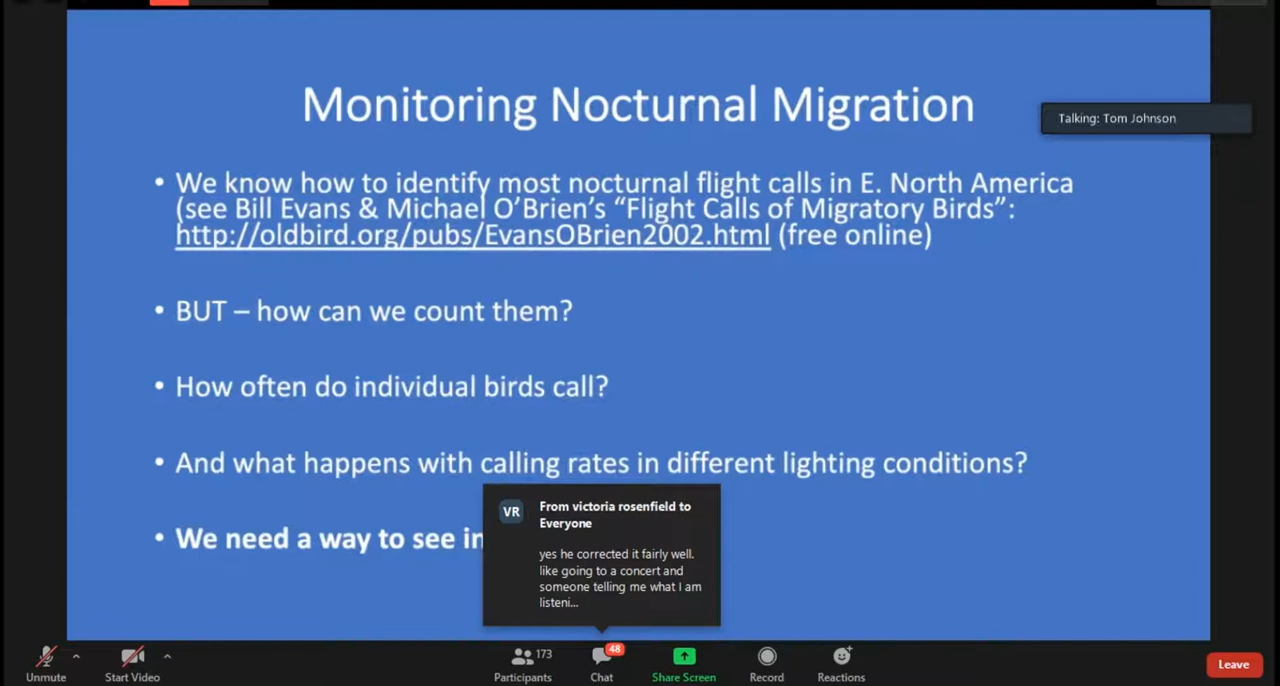 Monitoring Nocturnal Migration
Talking: Tom Johnson
• We know how to identify most nocturnal flight calls in E. North America
(see Bill Evans & Michael O’Brien’s “Flight Calls of Migratory Birds”:
http://oldbird.org/pubs/EvansOBrien2002.html (free online)
• BUT – how can we count them?
• How often do individual birds call?
• And what happens with calling rates in different lighting conditions?
• We need a way to see in
VR
From victoria rosenfield to
Everyone
yes he corrected it fairly well.
like going to a concert and
someone telling me what I am
listeni...
173
48
Unmute
Start Video
Participants
Chat
Share Screen
Record
Reactions
Leave